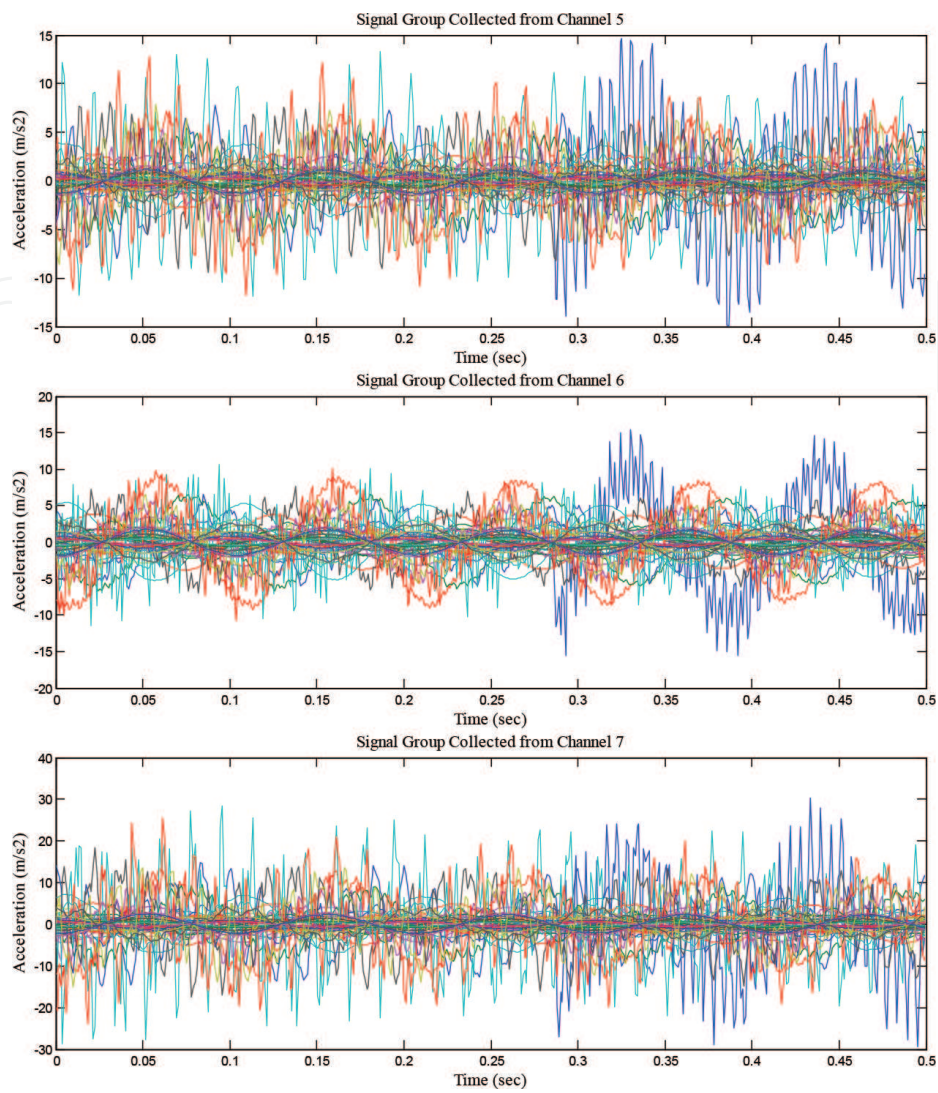 Signal Group Collected from Channel 5
15
10
5
0
-5
-10
-15
Acceleration (m/s2)
0 0.05 0.1 0.15 0.2 0.25 0.3 0.35 0.4 0.45 0.5
Time (sec)
Signal Group Collected from Channel 6
20
15
10
5
0
-5
-10
-15
-20
Acceleration (m/s2)
0 0.05 0.1 0.15 0.2 0.25 0.3 0.35 0.4 0.45 0.5
Time (sec)
Signal Group Collected from Channel 7
40
30
20
10
0
-10
-20
-30
Acceleration (m/s2)
0 0.05 0.1 0.15 0.2 0.25 0.3 0.35 0.4 0.45 0.5
Time (sec)